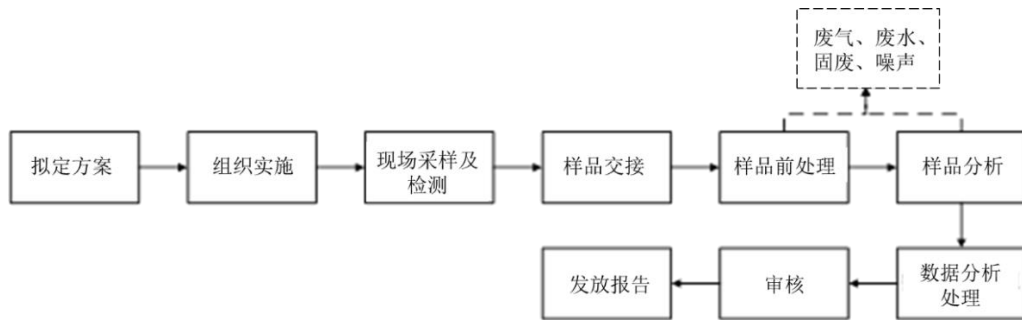 废气、废水、
固废、噪声
拟定方案
组织实施
现场采样及
检测
样品交接
样品前处理
样品分析
发放报告
审核
数据分析
处理